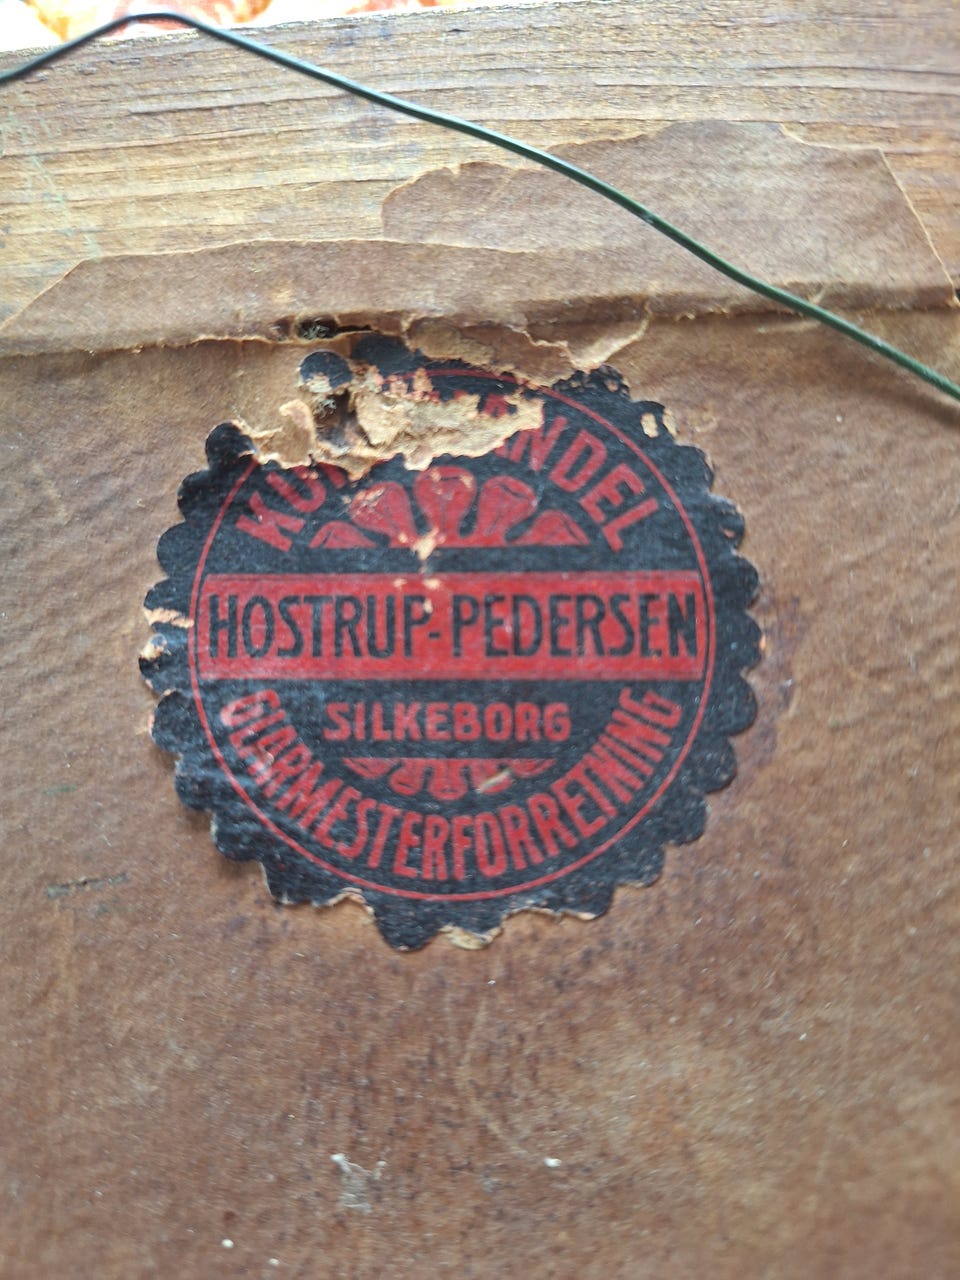 HOSTRUP-PEDERSEN
SILKEBORG
GLARMESTERFORRETNING